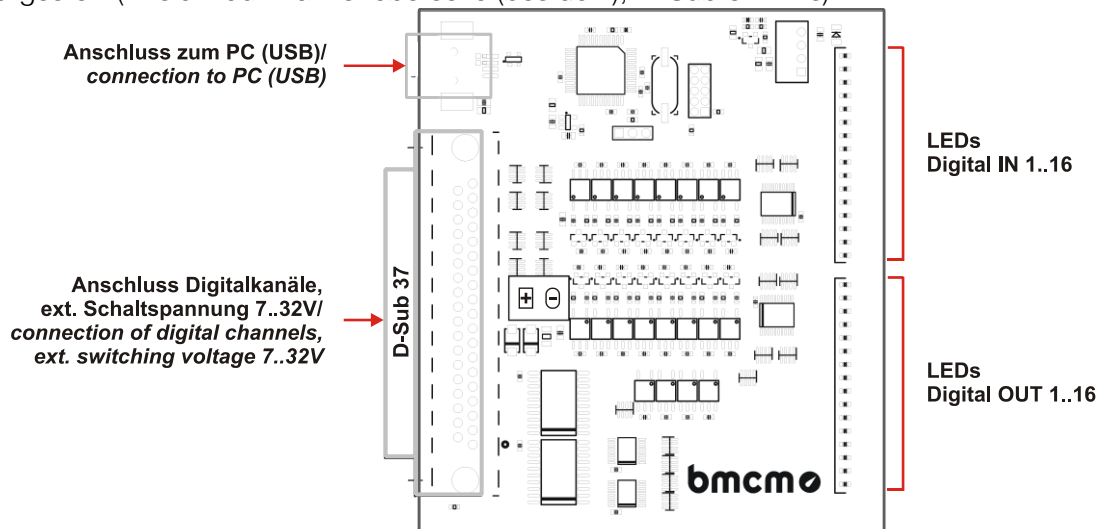 Anschluss zum PC (USB)/
connection to PC (USB)
LEDs
Digital IN 1..16
Anschluss Digitalkanäle,
ext. Schaltspannung 7..32V/
connection of digital channels,
ext. switching voltage 7..32V
D-Sub 37
LEDs
Digital OUT 1..16
bmcm